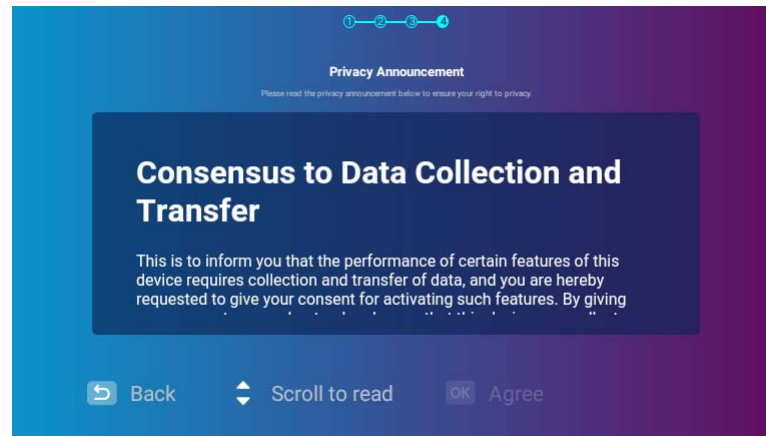 1 2 3 4
Privacy Announcement
Please read the privacy announcement below to ensure your right to privacy.
Consensus to Data Collection and
Transfer
This is to inform you that the performance of certain features of this
device requires collection and transfer of data, and you are hereby
requested to give your consent for activating such features. By giving
Back Scroll to read OK Agree